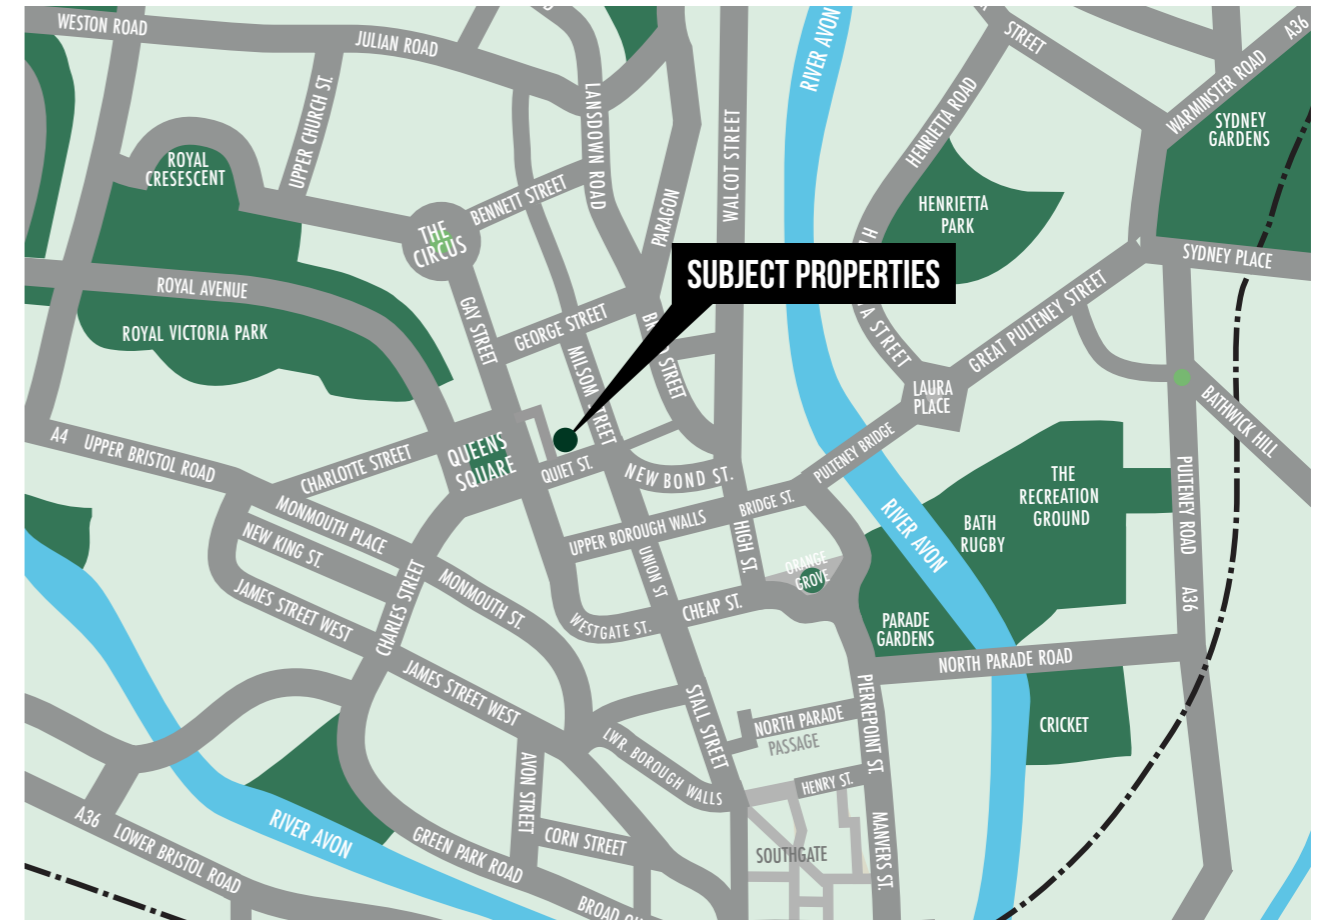 WESTON ROAD
JULIAN ROAD
UPPER CHURCH ST.
LANSDOWN ROAD
WALCOT STREET
RIVER AVON
STREET
A36
WARMINSTER ROAD
SYDNEY
GARDENS
HENRIETTA ROAD
ROYAL
CRESESCENT
BENNETT STREET
THE
CIRCUS
PARAGON
HENRIETTA
PARK
SYDNEY PLACE
SUBJECT PROPERTIES
ROYAL AVENUE
ROYAL VICTORIA PARK
GAY STREET
GEORGE STREET
MILSOM STREET
STREET
A STREET
GREAT PULTENEY STREET
LAURA
PLACE
BATHWICK HILL
A4
UPPER BRISTOL ROAD
CHARLOTTE STREET
QUEENS
SQUARE
QUIET ST.
NEW BOND ST.
PULTENEY BRIDGE
THE
RECREATION
GROUND
BATH
RUGBY
PULTENEY ROAD
A36
MONMOUTH PLACE
NEW KING ST.
UPPER BOROUGH WALLS
BRIDGE ST.
HIGH ST.
RIVER AVON
UNION ST
ORANGE
GROVE
JAMES STREET WEST
CHARLES STREET
MONMOUTH ST.
WESTGATE ST.
CHEAP ST.
PARADE
GARDENS
NORTH PARADE ROAD
JAMES STREET WEST
STALL STREET
PIERREPOINT ST.
NORTH PARADE
PASSAGE
CRICKET
LWR. BOROUGH WALLS
AVON STREET
HENRY ST.
MANVERS ST.
A36
LOWER BRISTOL ROAD
RIVER AVON
GREEN PARK ROAD
CORN STREET
SOUTHGATE
BROAD